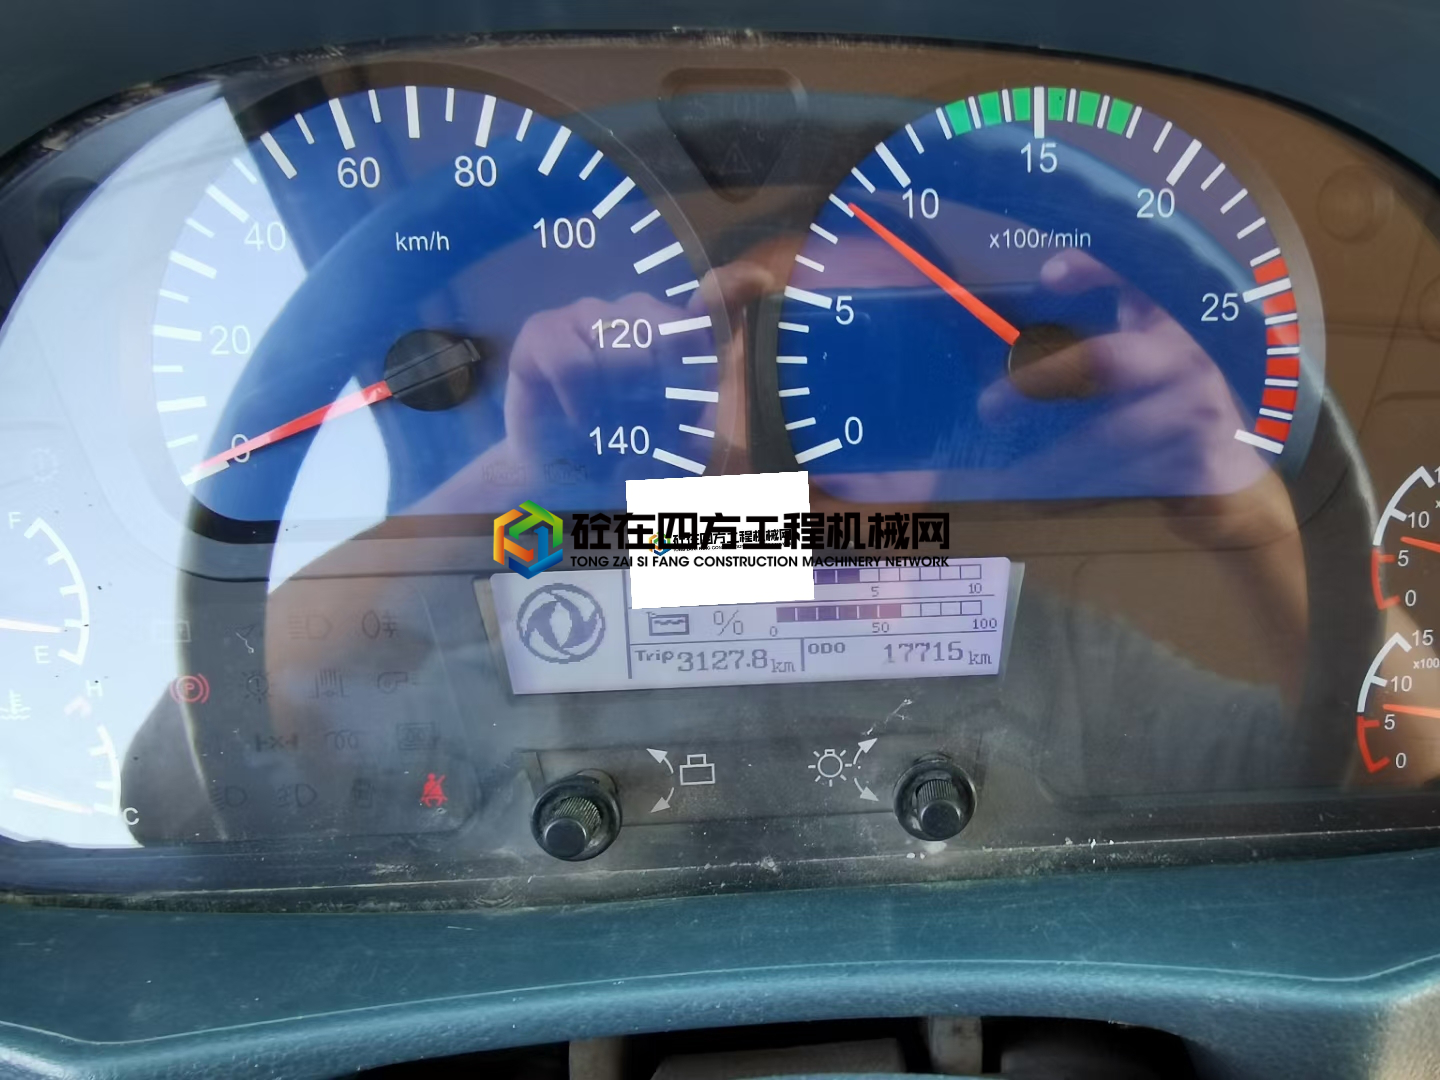 STOP
60
80
40
km/h
100
20
120
0
140
15
10
20
x100r/min
5
25
0
砼在四方工程机械网
TONG ZAI SI FANG CONSTRUCTION MACHINERY NETWORK
5
10
%
0
50
100
Trip 3127.8 km
ODO 17715 km
F
E
H
C
P
10
5
0
15
x100
10
5
0